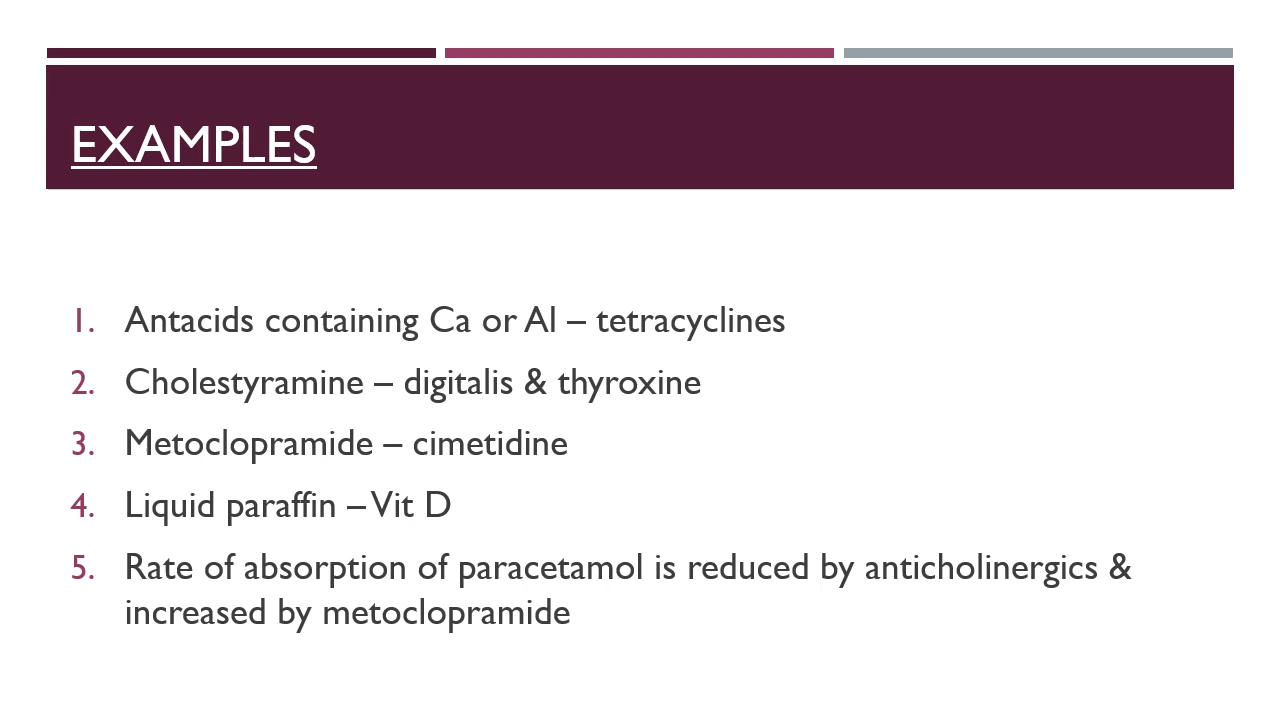 EXAMPLES
1. Antacids containing Ca or Al – tetracyclines
2. Cholestyramine – digitalis & thyroxine
3. Metoclopramide – cimetidine
4. Liquid paraffin – Vit D
5. Rate of absorption of paracetamol is reduced by anticholinergics &
increased by metoclopramide